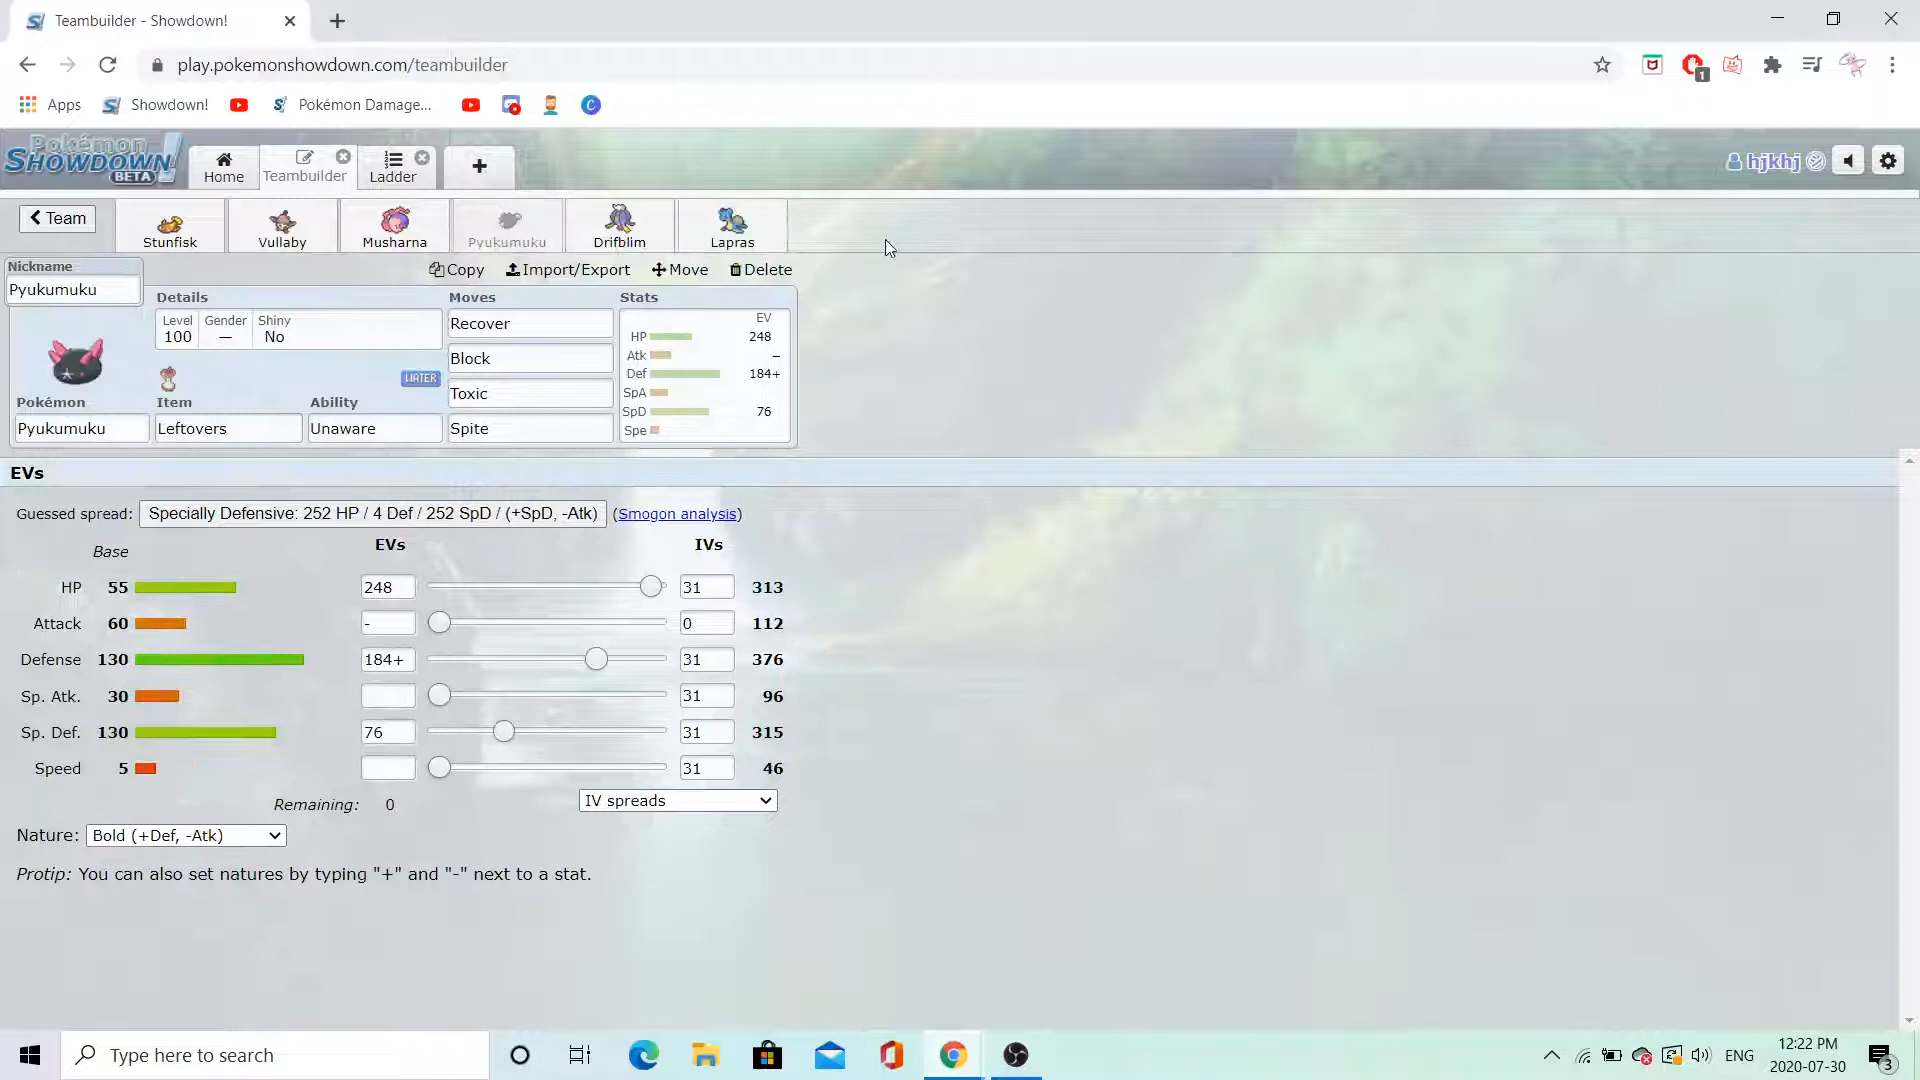 Teambuilder - Showdown!
play.pokemonshowdown.com/teambuilder
1
Apps
Showdown!
Pokémon Damage...
C
Pokémon
SHOWDOWN!
BETA
Home
Teambuilder
Ladder
hjkhj
Team
Stunfisk
Vullaby
Musharna
Pyukumuku
Drifblim
Lapras
Nickname
Pyukumuku
Copy
Import/Export
Move
Delete
Details
Moves
Stats
Level
100
Gender
—
Shiny
No
WATER
Pokémon
Pyukumuku
Item
Leftovers
Ability
Unaware
Recover
Block
Toxic
Spite
EV
HP 248
Atk –
Def 184+
SpA
SpD 76
Spe
EVs
Guessed spread: Specially Defensive: 252 HP / 4 Def / 252 SpD / (+SpD, -Atk) (Smogon analysis)
Base EVs IVs
HP 55 248 31 313
Attack 60 - 0 112
Defense 130 184+ 31 376
Sp. Atk. 30 31 96
Sp. Def. 130 76 31 315
Speed 5 31 46
Remaining: 0 IV spreads
Nature: Bold (+Def, -Atk)
Protip: You can also set natures by typing "+" and "-" next to a stat.
Type here to search
ENG
12:22 PM
2020-07-30
3